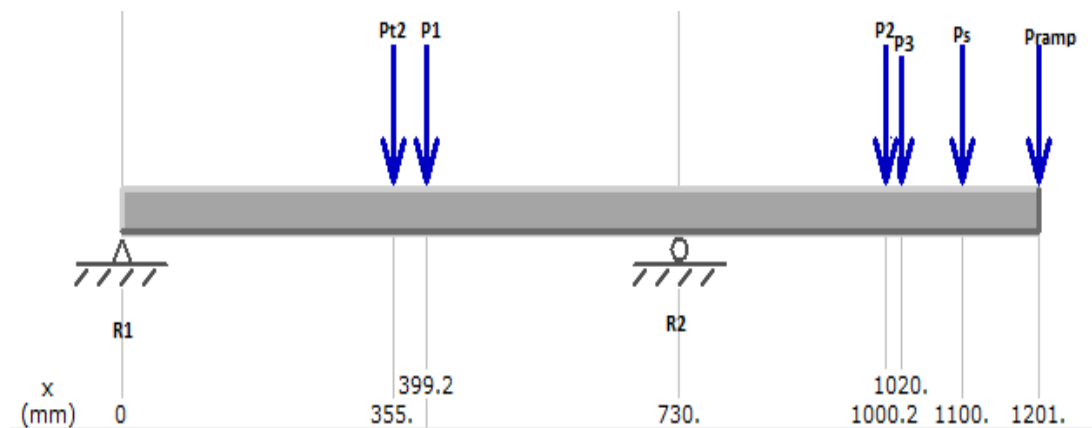 Pt2 P1 P2 P3 Ps Pramp
R1 R2
399.2 1020.
x
(mm) 0 355. 730. 1000.2 1100. 1201.